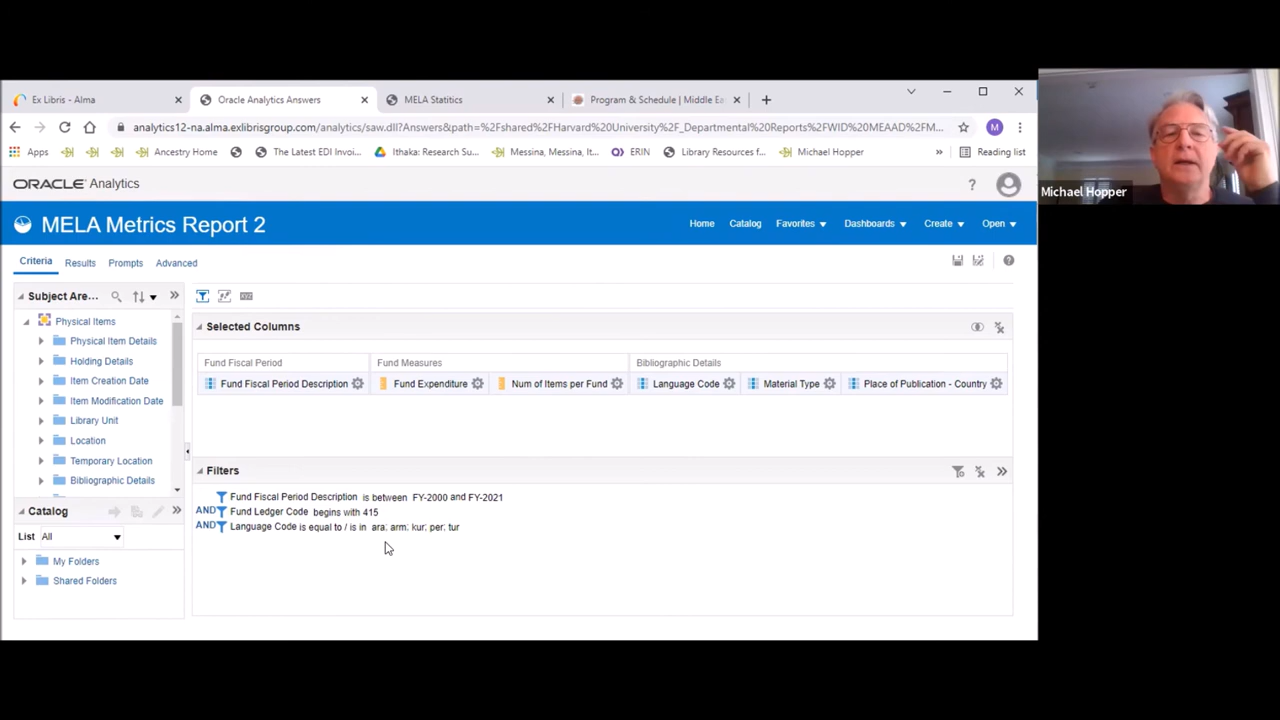 Ex Libris - Alma
Oracle Analytics Answers
MELA Statitics
Program & Schedule | Middle Ea
analytics12-na.alma.exlibrisgroup.com/analytics/saw.dll?Answers&path=%2Fshared%2FHarvard%20University%2F_Departmental%20Reports%2FWID%20MEAAD%2FM...
M
Apps
Ancestry Home
The Latest EDI Invoi...
Ithaka: Research Su...
Messina, Messina, It...
ERIN
Library Resources f...
Michael Hopper
»
Reading list
Michael Hopper
ORACLE Analytics
?
MELA Metrics Report 2
Home
Catalog
Favorites
Dashboards
Create
Open
Criteria
Results
Prompts
Advanced
Subject Are...
Physical Items
Physical Item Details
Holding Details
Item Creation Date
Item Modification Date
Library Unit
Location
Temporary Location
Bibliographic Details
Catalog
List All
My Folders
Shared Folders
Selected Columns
Fund Fiscal Period
Fund Measures
Bibliographic Details
Fund Fiscal Period Description
Fund Expenditure
Num of Items per Fund
Language Code
Material Type
Place of Publication - Country
Filters
Fund Fiscal Period Description is between FY-2000 and FY-2021
AND Fund Ledger Code begins with 415
AND Language Code is equal to / is in ara; arm; kur; per; tur